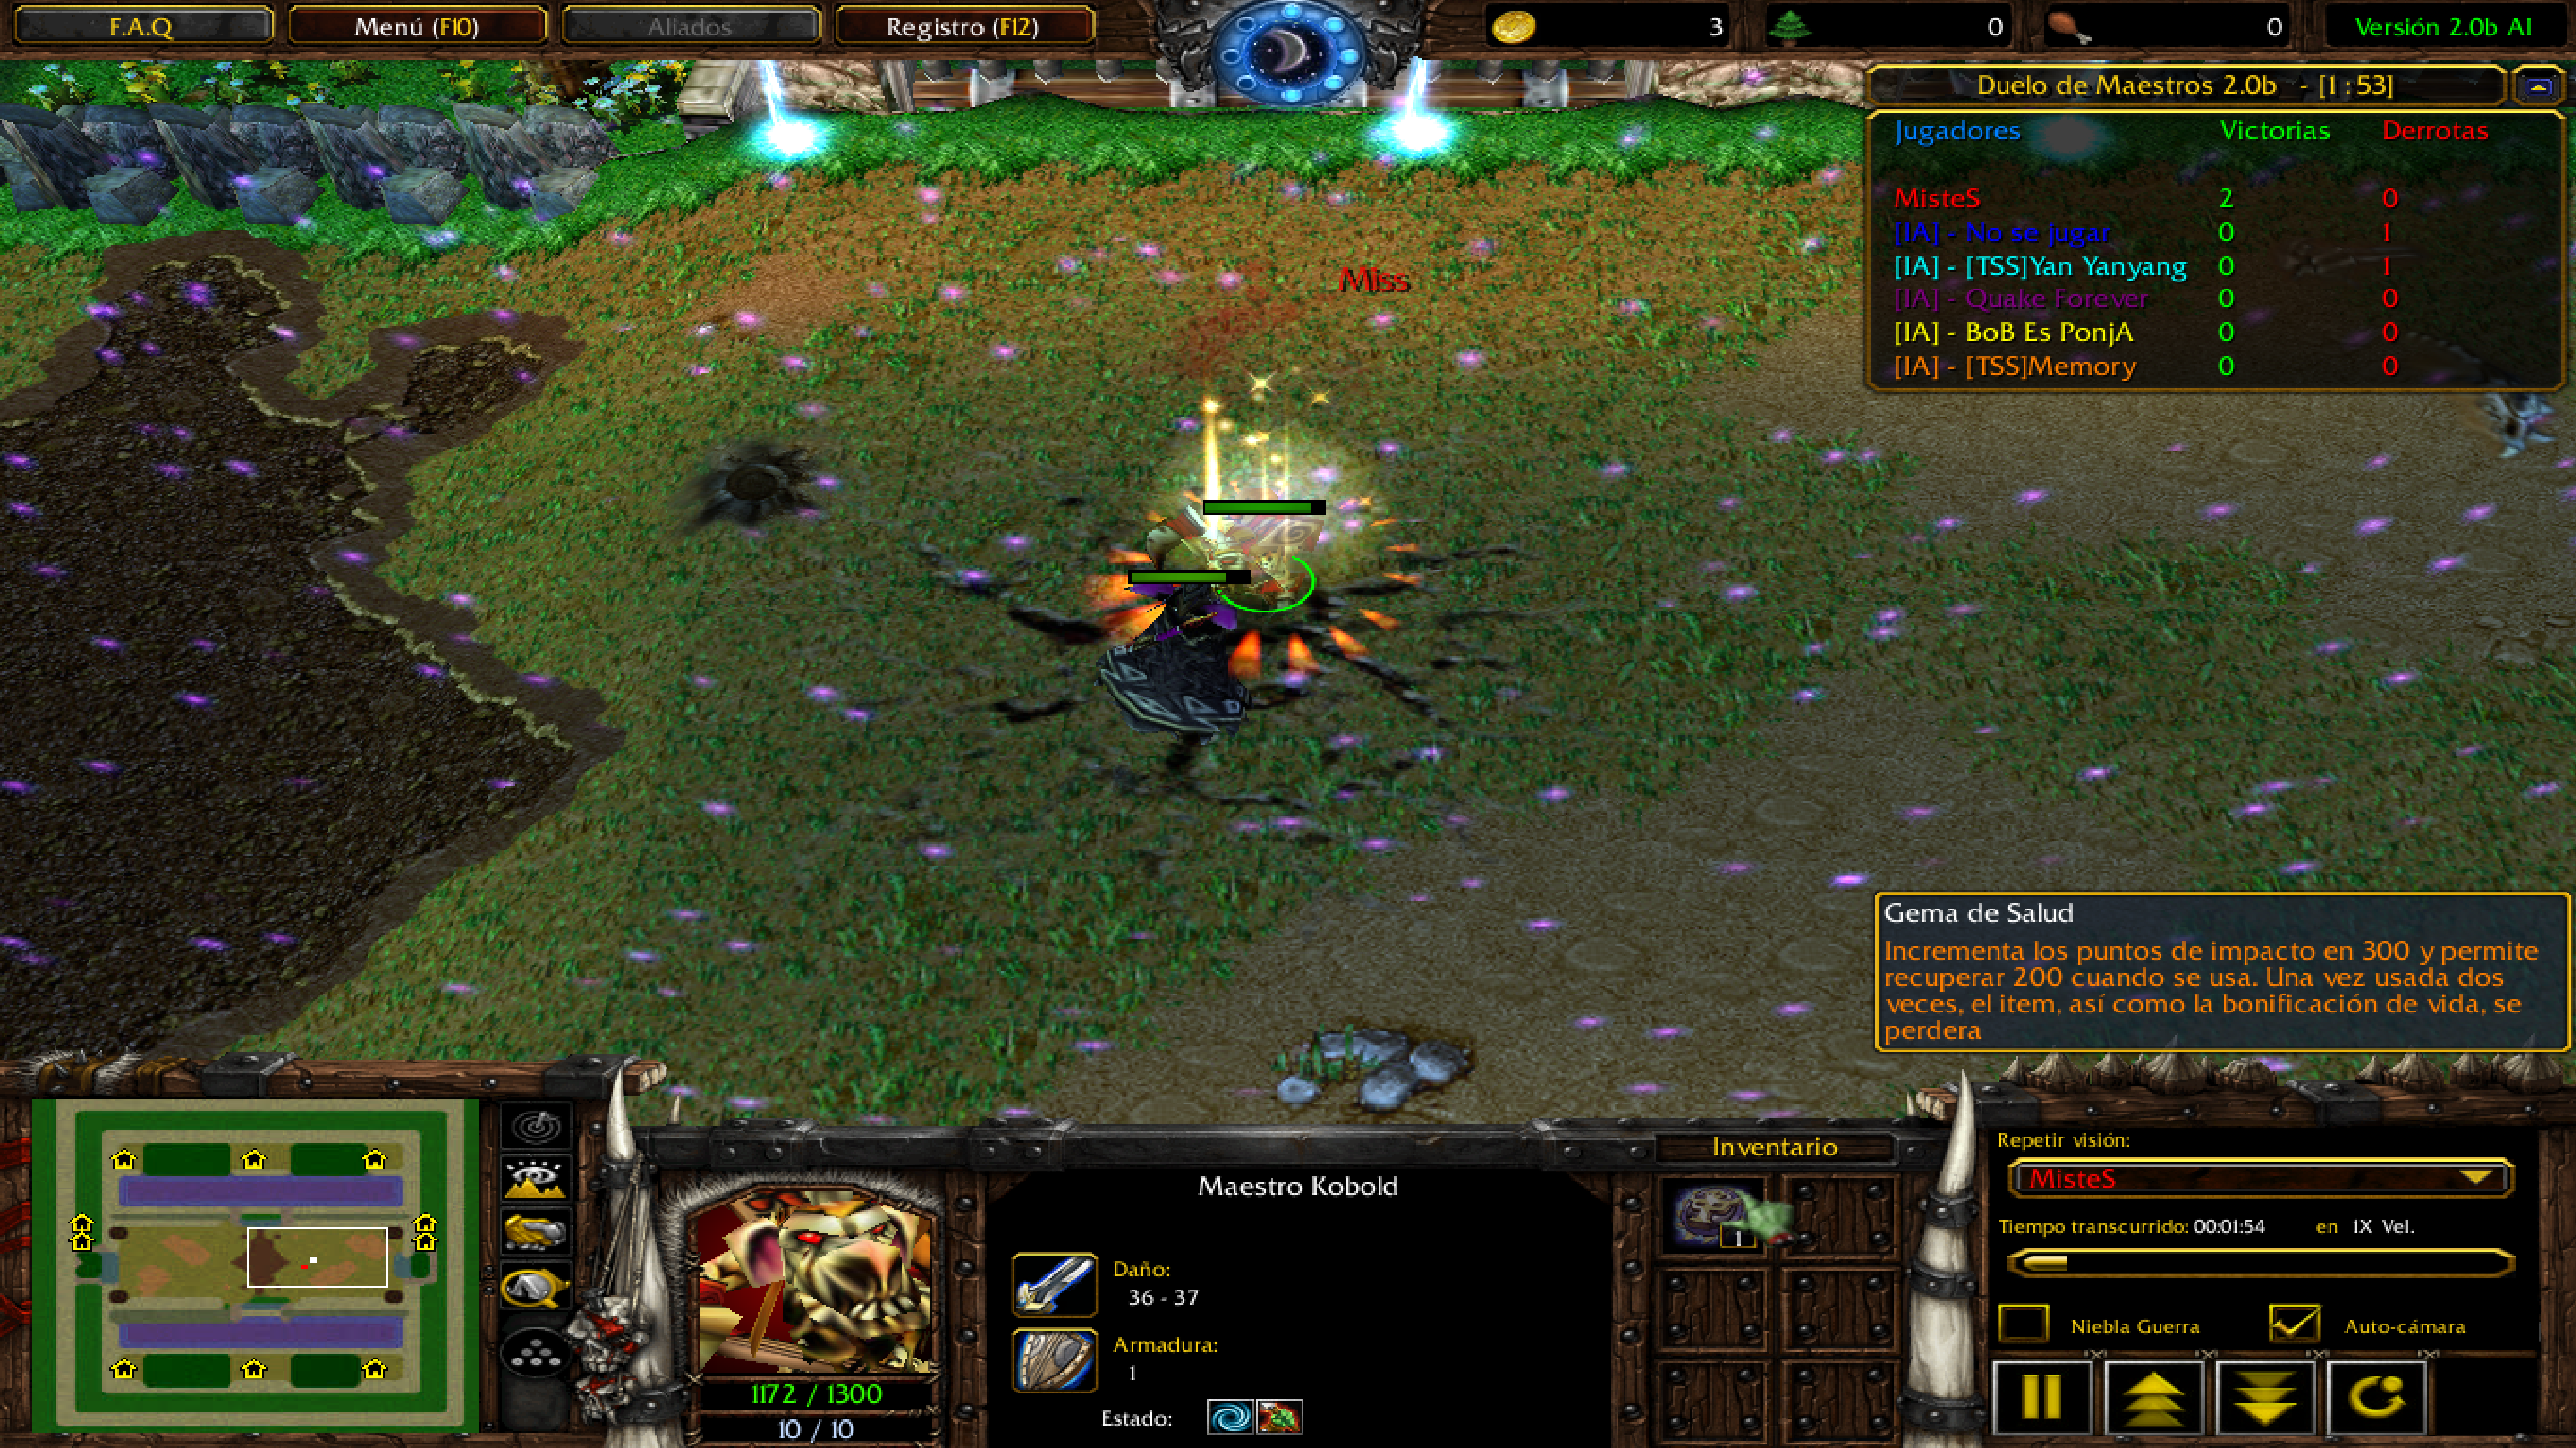 F.A.Q
Menú (F10)
Aliados
Registro (F12)
3
0
0
Versión 2.0b AI
Duelo de Maestros 2.0b - [1 : 53]
Jugadores Victorias Derrotas
MisteS 2 0
[IA] - No se jugar 0 1
[IA] - [TSS]Yan Yanyang 0 1
[IA] - Quake Forever 0 0
[IA] - BoB Es PonjA 0 0
[IA] - [TSS]Memory 0 0
Miss
Gema de Salud
Incrementa los puntos de impacto en 300 y permite
recuperar 200 cuando se usa. Una vez usada dos
veces, el item, así como la bonificación de vida, se
perdera
Maestro Kobold
Daño:
36 - 37
Armadura:
1
Estado:
1172 / 1300
10 / 10
Inventario
1
Repetir visión:
MisteS
Tiempo transcurrido: 00:01:54 en 1X Vel.
Niebla Guerra
Auto-cámara